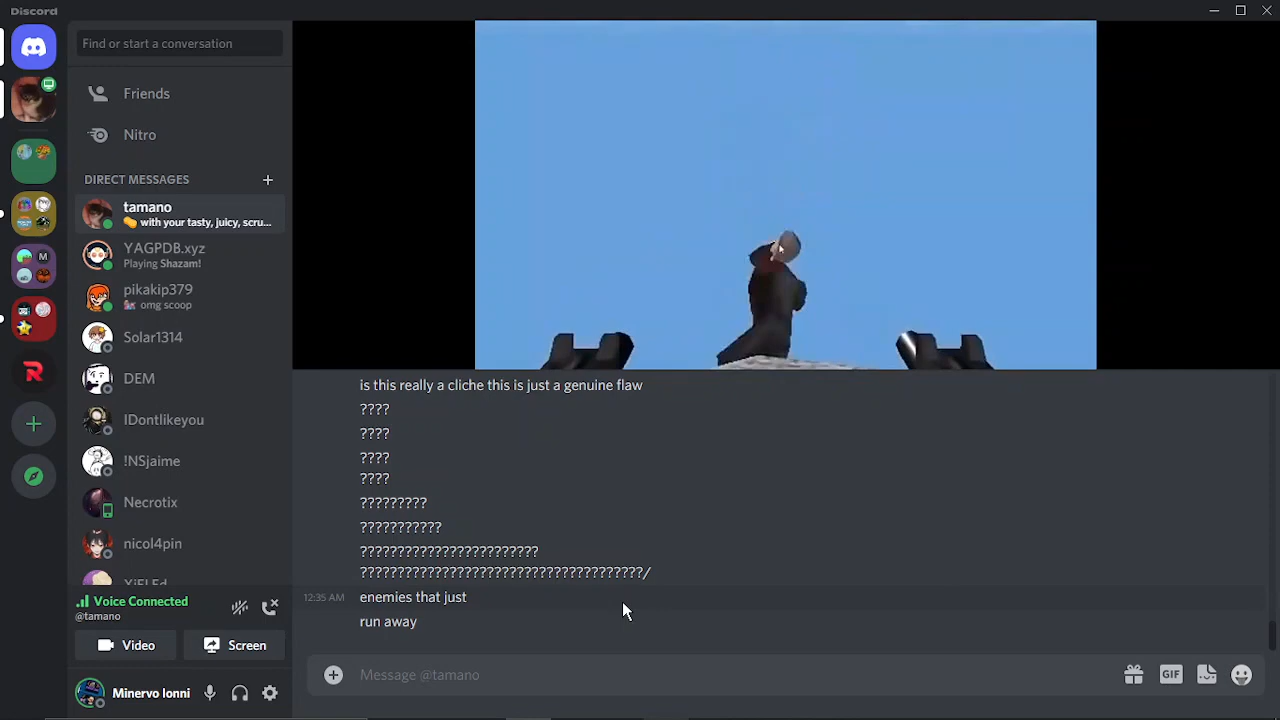 Discord
Find or start a conversation
Friends
Nitro
DIRECT MESSAGES
tamano
with your tasty, juicy, scru...
YAGPDB.xyz
Playing Shazam!
pikakip379
omg scoop
Solar1314
DEM
IDontlikeyou
!NSjaime
Necrotix
nicol4pin
Voice Connected
@tamano
Video
Screen
Minervo Ionni
is this really a cliche this is just a genuine flaw
????
????
????
????
?????????
???????????
????????????????????????
??????????????????????????????????????/
12:35 AM enemies that just
run away
Message @tamano
GIF